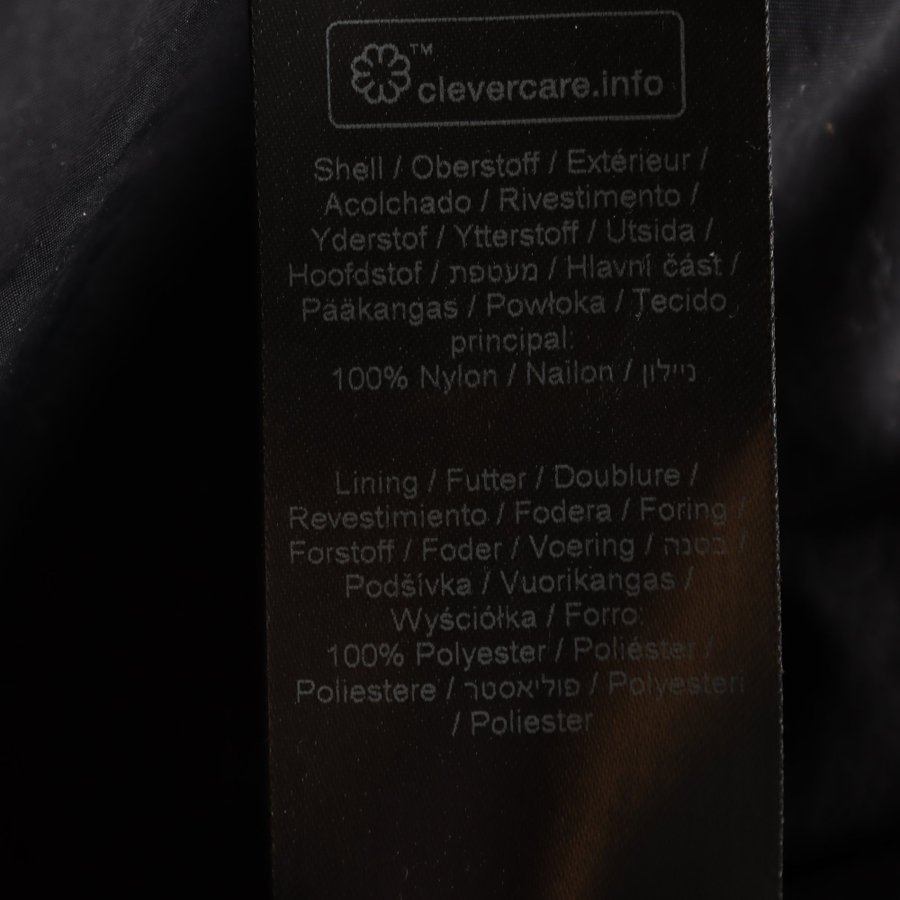 ™
clevercare.info
Shell / Oberstoff / Extérieur /
Acolchado / Rivestimento /
Yderstof / Ytterstoff / Utsida /
Hoofdstof / מעטפת / Hlavní část /
Pääkangas / Powłoka / Tecido
principal:
100% Nylon / Nailon / ניילון
Lining / Futter / Doublure /
Revestimiento / Fodera / Foring /
Forstoff / Foder / Voering / בטנה /
Podšívka / Vuorikangas /
Wyściółka / Forro:
100% Polyester / Poliéster /
Poliestere / פוליאסטר / Polyesteri
/ Poliester